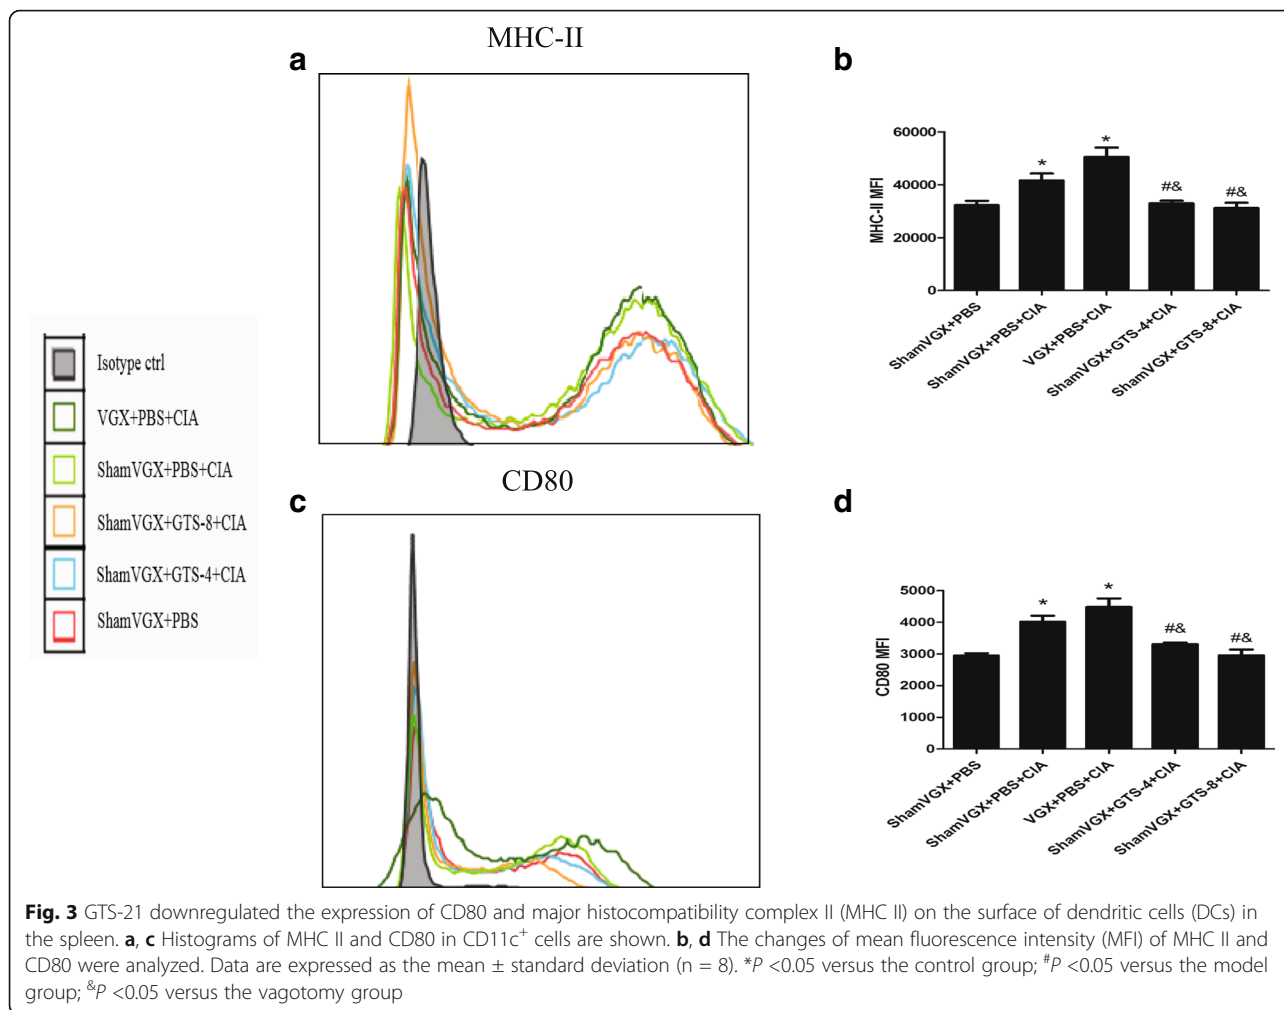 MHC-II
a
b
60000
40000
20000
0
MHC-II MFI
*
*
#&
#&
ShamVGX+PBS
ShamVGX+PBS+CIA
VGX+PBS+CIA
ShamVGX+GTS-4+CIA
ShamVGX+GTS-8+CIA
Isotype ctrl
VGX+PBS+CIA
ShamVGX+PBS+CIA
ShamVGX+GTS-8+CIA
ShamVGX+GTS-4+CIA
ShamVGX+PBS
CD80
c
d
5000
4000
3000
2000
1000
0
CD80 MFI
*
*
#&
#&
ShamVGX+PBS
ShamVGX+PBS+CIA
VGX+PBS+CIA
ShamVGX+GTS-4+CIA
ShamVGX+GTS-8+CIA
Fig. 3 GTS-21 downregulated the expression of CD80 and major histocompatibility complex II (MHC II) on the surface of dendritic cells (DCs) in
the spleen. a, c Histograms of MHC II and CD80 in CD11c⁺ cells are shown. b, d The changes of mean fluorescence intensity (MFI) of MHC II and
CD80 were analyzed. Data are expressed as the mean ± standard deviation (n = 8). *P <0.05 versus the control group; #P <0.05 versus the model
group; &P <0.05 versus the vagotomy group